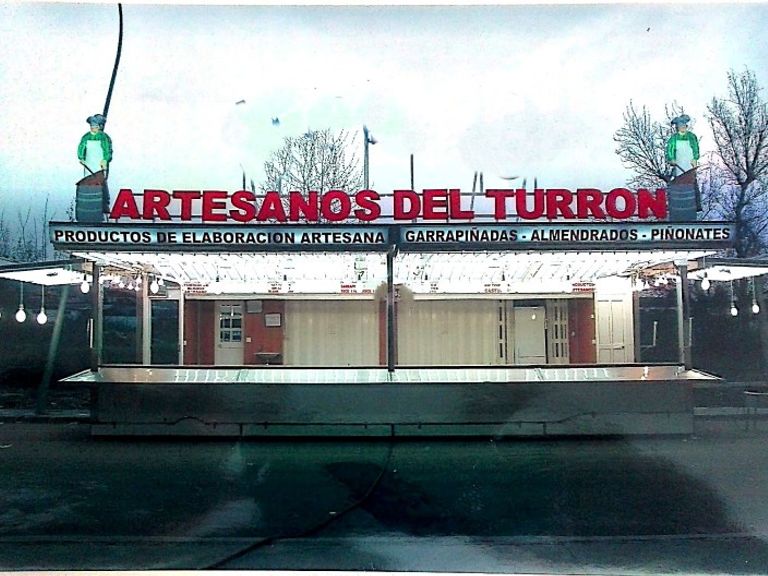 ARTESANOS DEL TURRON
PRODUCTOS DE ELABORACION ARTESANA GARRAPIÑADAS - ALMENDRADOS - PIÑONATES